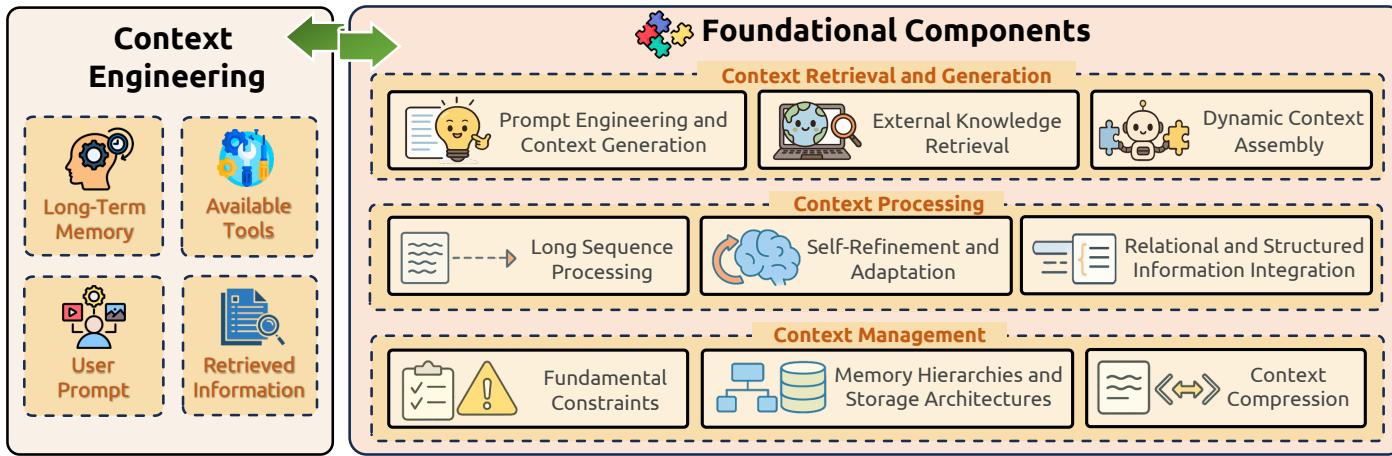 Context
Engineering
Long-Term
Memory
Available
Tools
User
Prompt
Retrieved
Information
Foundational Components
Context Retrieval and Generation
Prompt Engineering and
Context Generation
External Knowledge
Retrieval
Dynamic Context
Assembly
Context Processing
Long Sequence
Processing
Self-Refinement and
Adaptation
Relational and Structured
Information Integration
Context Management
Fundamental
Constraints
Memory Hierarchies and
Storage Architectures
Context
Compression